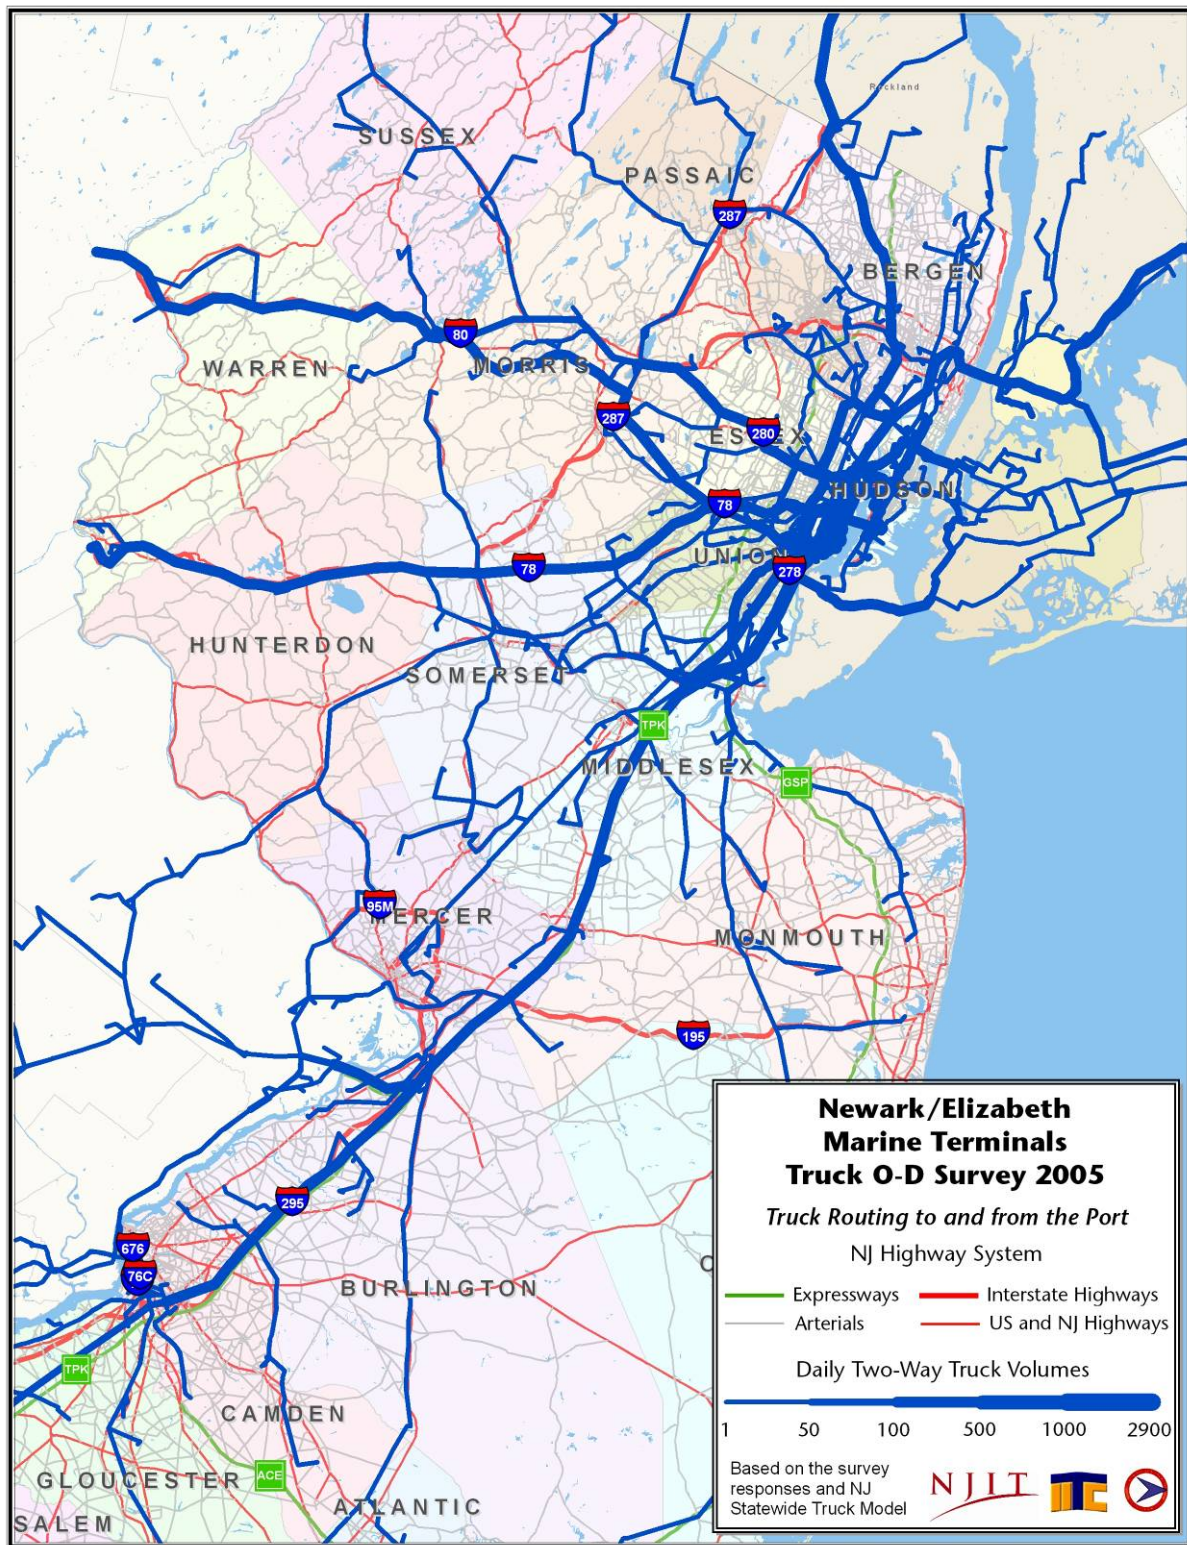 Rockland
SUSSEX
PASSAIC
287
BERGEN
80
WARREN
MORRIS
287
ESSEX
280
HUDSON
78
UNION
78
278
HUNTERDON
SOMERSET
TPK
MIDDLESEX
GSP
95M
MERCER
MONMOUTH
195
295
676
76C
BURLINGTON
TPK
CAMDEN
GLOUCESTER
ACE
ATLANTIC
SALEM
Newark/Elizabeth
Marine Terminals
Truck O-D Survey 2005
Truck Routing to and from the Port
NJ Highway System
Expressways Interstate Highways
Arterials US and NJ Highways
Daily Two-Way Truck Volumes
1 50 100 500 1000 2900
Based on the survey
responses and NJ
Statewide Truck Model
NJIT